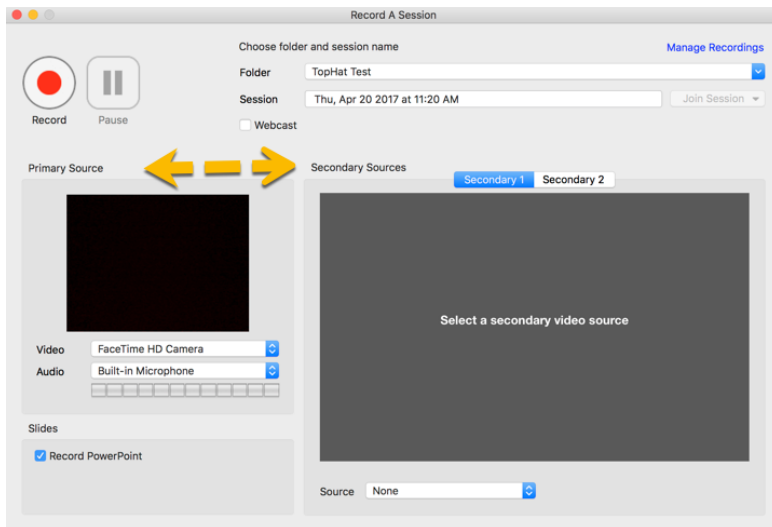 Record A Session
Choose folder and session name
Manage Recordings
Folder TopHat Test
Session Thu, Apr 20 2017 at 11:20 AM Join Session
Record Pause
Webcast
Primary Source
Secondary Sources
Secondary 1 Secondary 2
Select a secondary video source
Video FaceTime HD Camera
Audio Built-in Microphone
Slides
Record PowerPoint
Source None